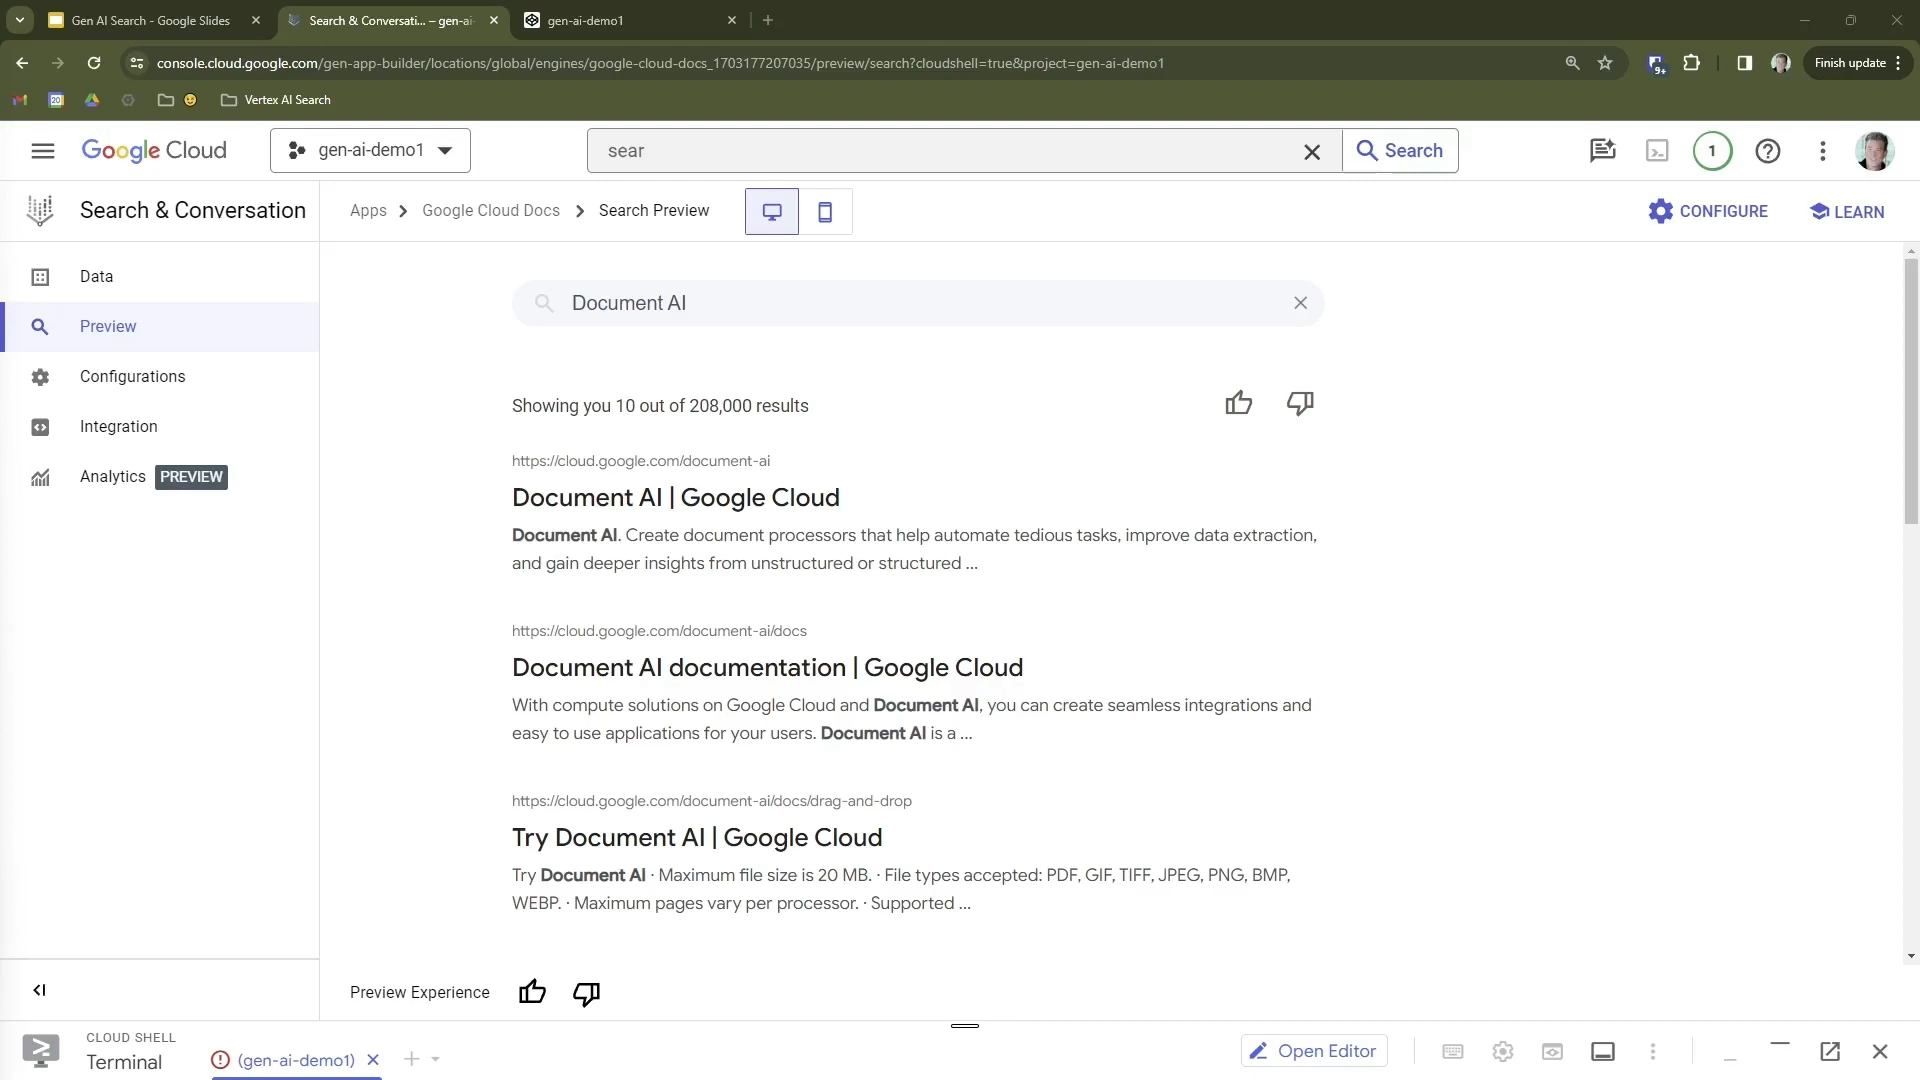 Gen AI Search - Google Slides
Search & Conversati... – gen-ai-
gen-ai-demo1
console.cloud.google.com/gen-app-builder/locations/global/engines/google-cloud-docs_1703177207035/preview/search?cloudshell=true&project=gen-ai-demo1
9+
Finish update
20
Vertex AI Search
Google Cloud
gen-ai-demo1
sear
Search
1
Search & Conversation
Apps
Google Cloud Docs
Search Preview
CONFIGURE
LEARN
Data
Preview
Configurations
Integration
Analytics PREVIEW
Document AI
Showing you 10 out of 208,000 results
https://cloud.google.com/document-ai
Document AI | Google Cloud
Document AI. Create document processors that help automate tedious tasks, improve data extraction,
and gain deeper insights from unstructured or structured ...
https://cloud.google.com/document-ai/docs
Document AI documentation | Google Cloud
With compute solutions on Google Cloud and Document AI, you can create seamless integrations and
easy to use applications for your users. Document AI is a ...
https://cloud.google.com/document-ai/docs/drag-and-drop
Try Document AI | Google Cloud
Try Document AI · Maximum file size is 20 MB. · File types accepted: PDF, GIF, TIFF, JPEG, PNG, BMP,
WEBP. · Maximum pages vary per processor. · Supported ...
Preview Experience
CLOUD SHELL
Terminal
(gen-ai-demo1)
Open Editor